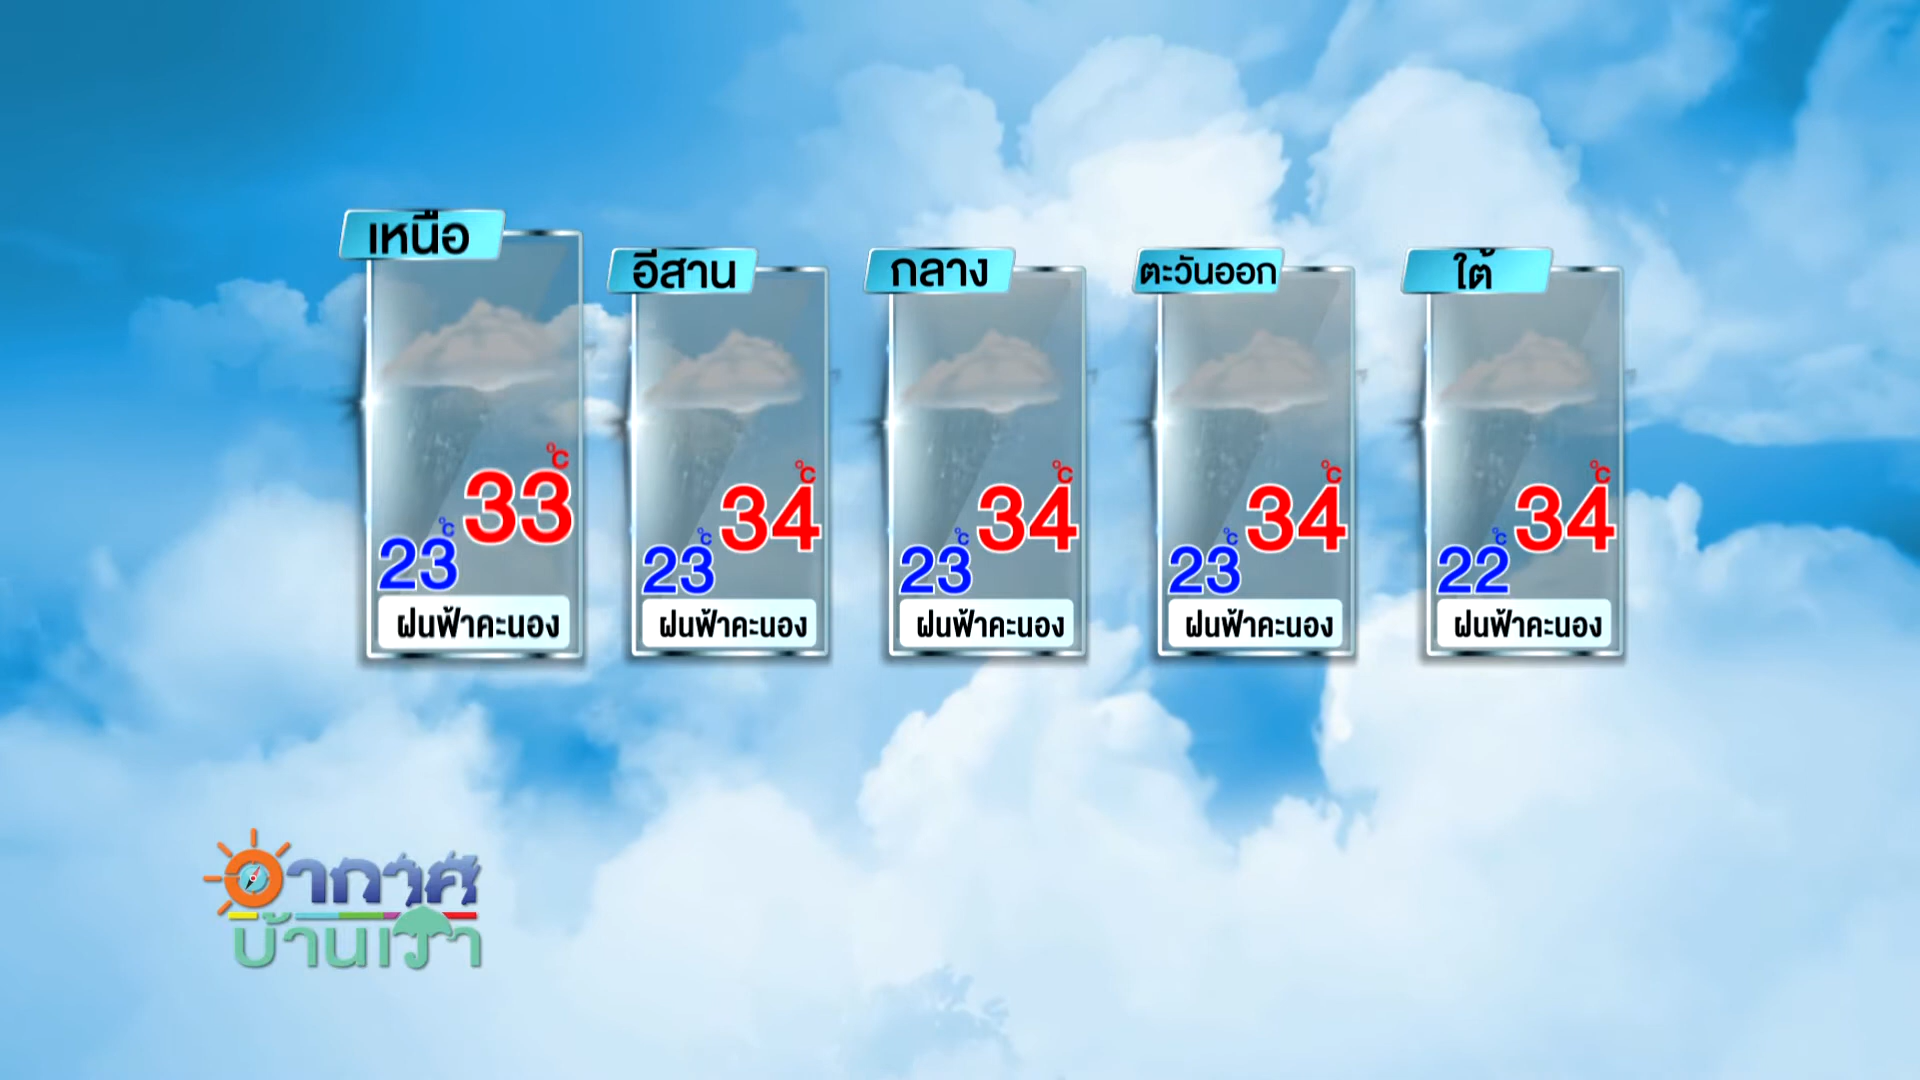 เหนือ
33°C
23°C
ฝนฟ้าคะนอง
อีสาน
34°C
23°C
ฝนฟ้าคะนอง
กลาง
34°C
23°C
ฝนฟ้าคะนอง
ตะวันออก
34°C
23°C
ฝนฟ้าคะนอง
ใต้
34°C
22°C
ฝนฟ้าคะนอง
อากาศ
บ้านเรา